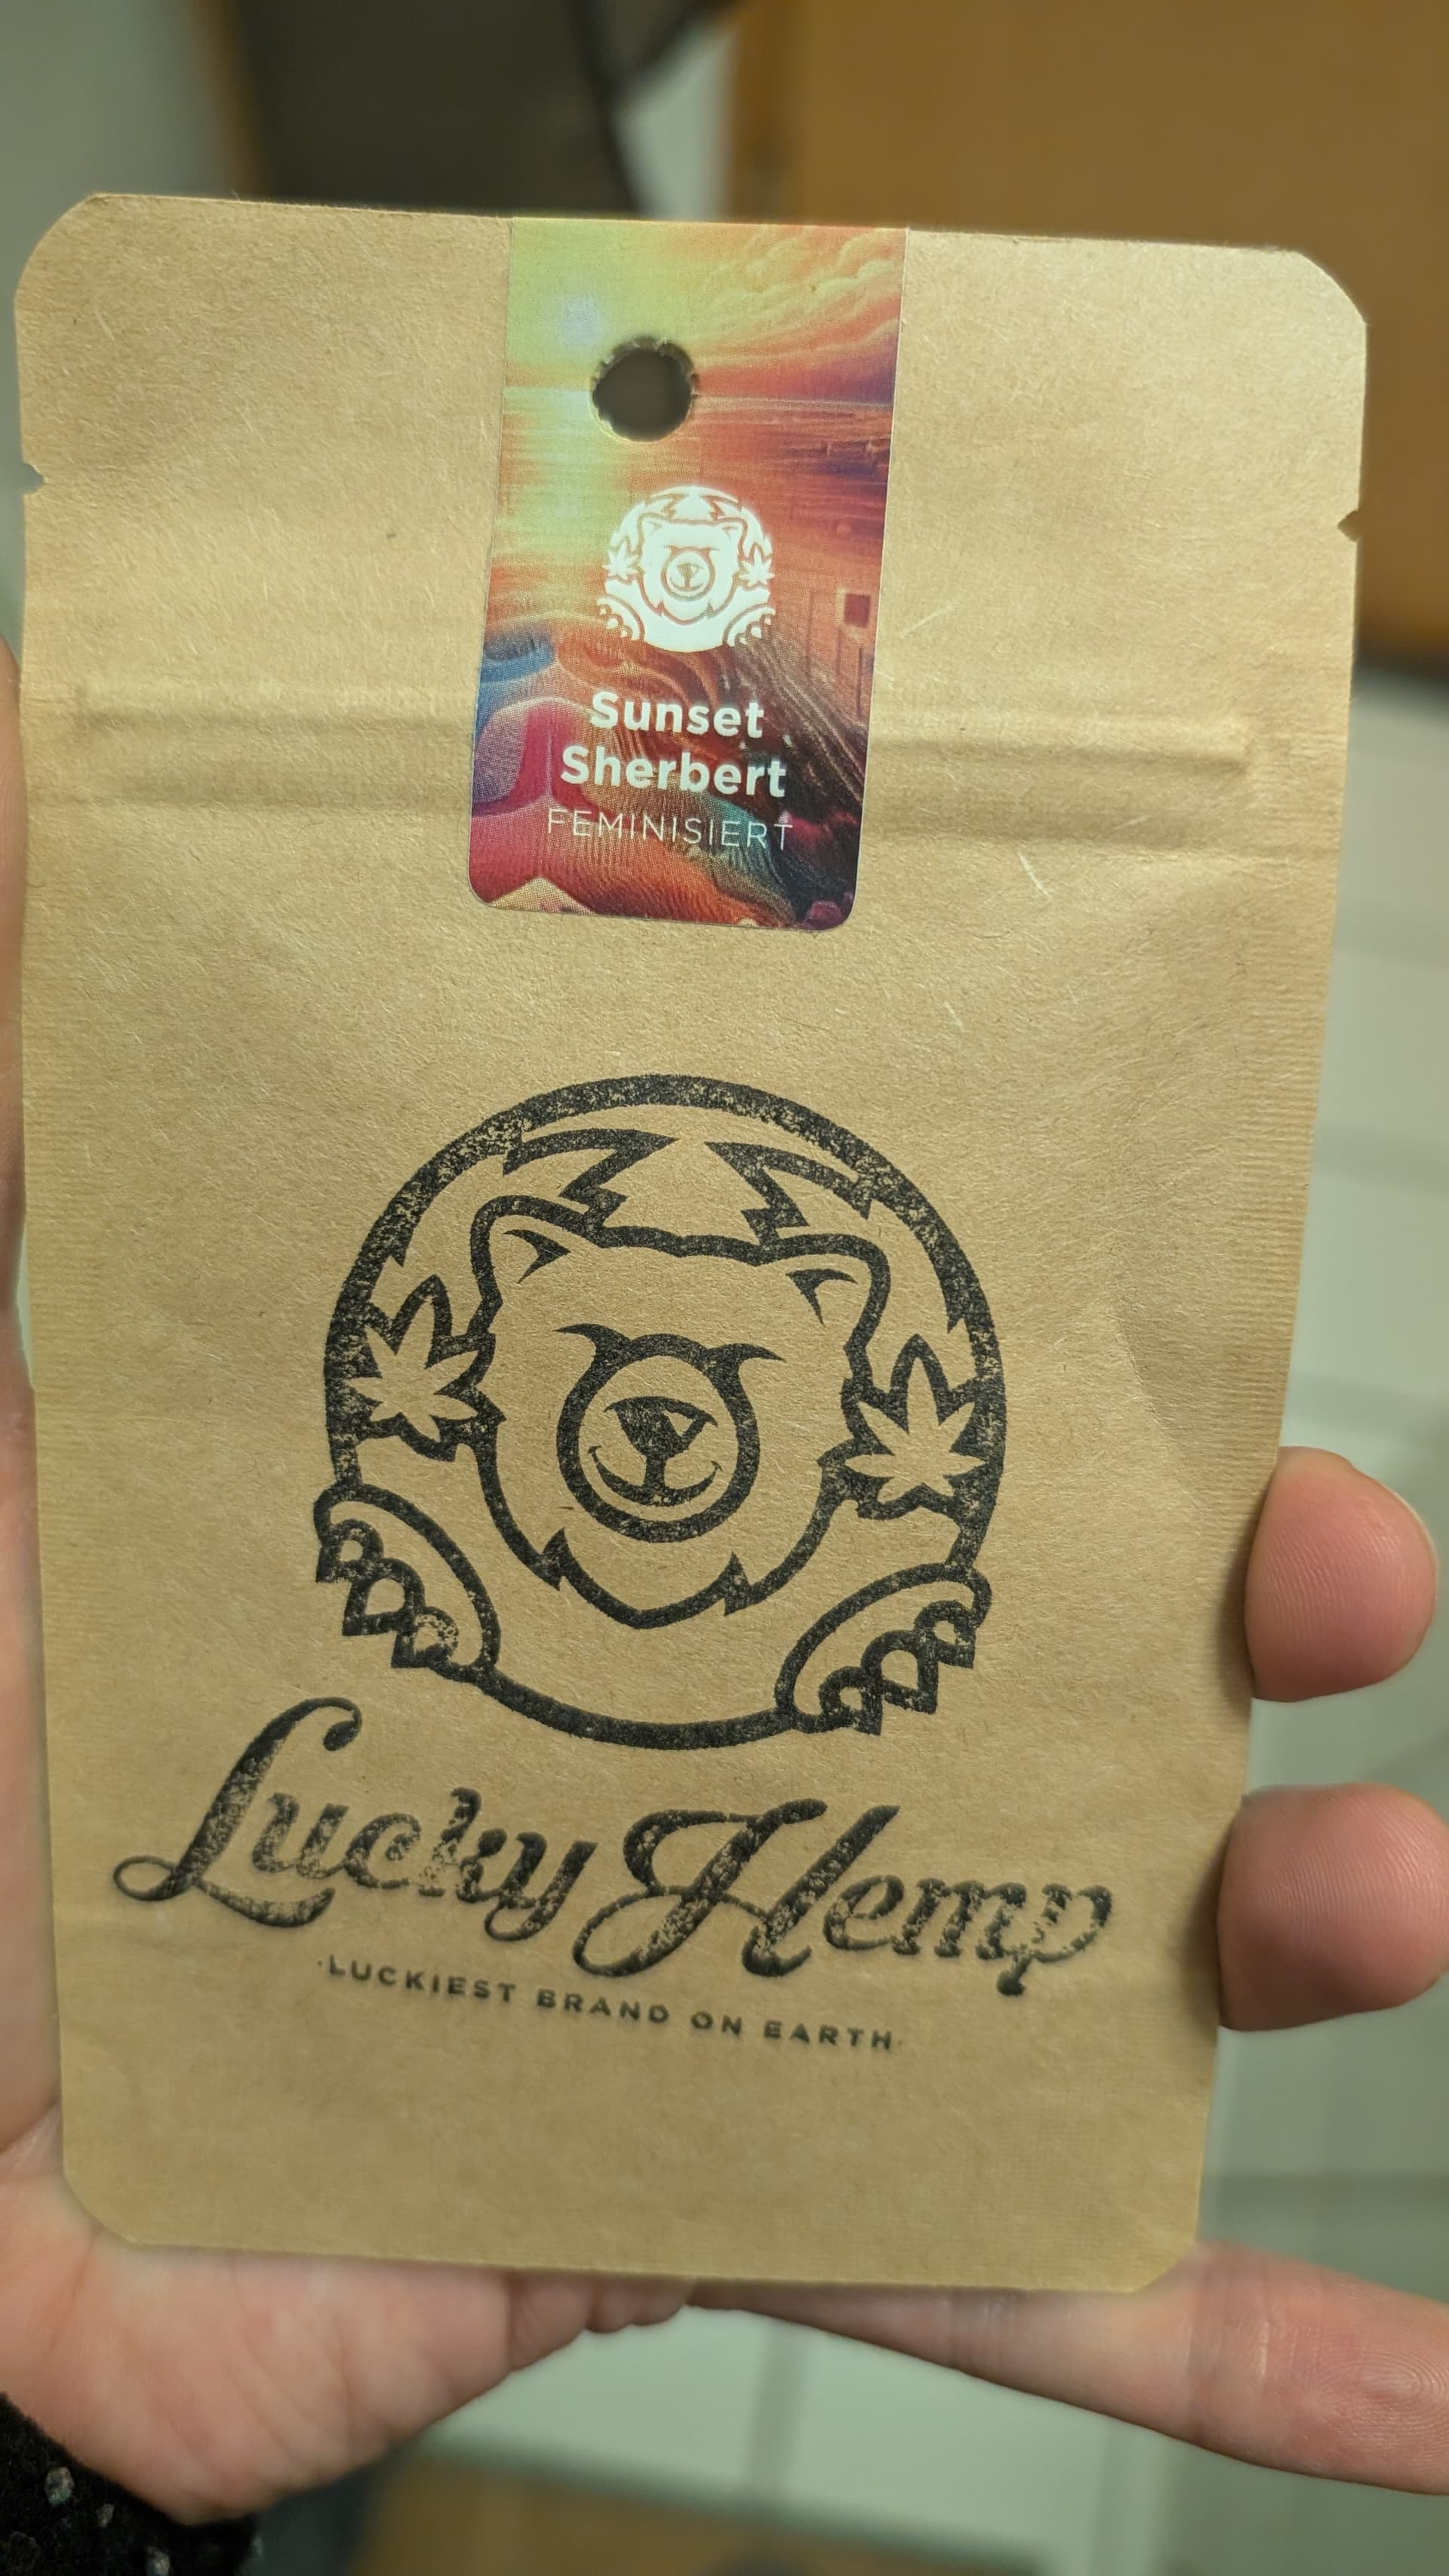 Sunset
Sherbert
FEMINISIERT
Lucky Hemp
·LUCKIEST BRAND ON EARTH·